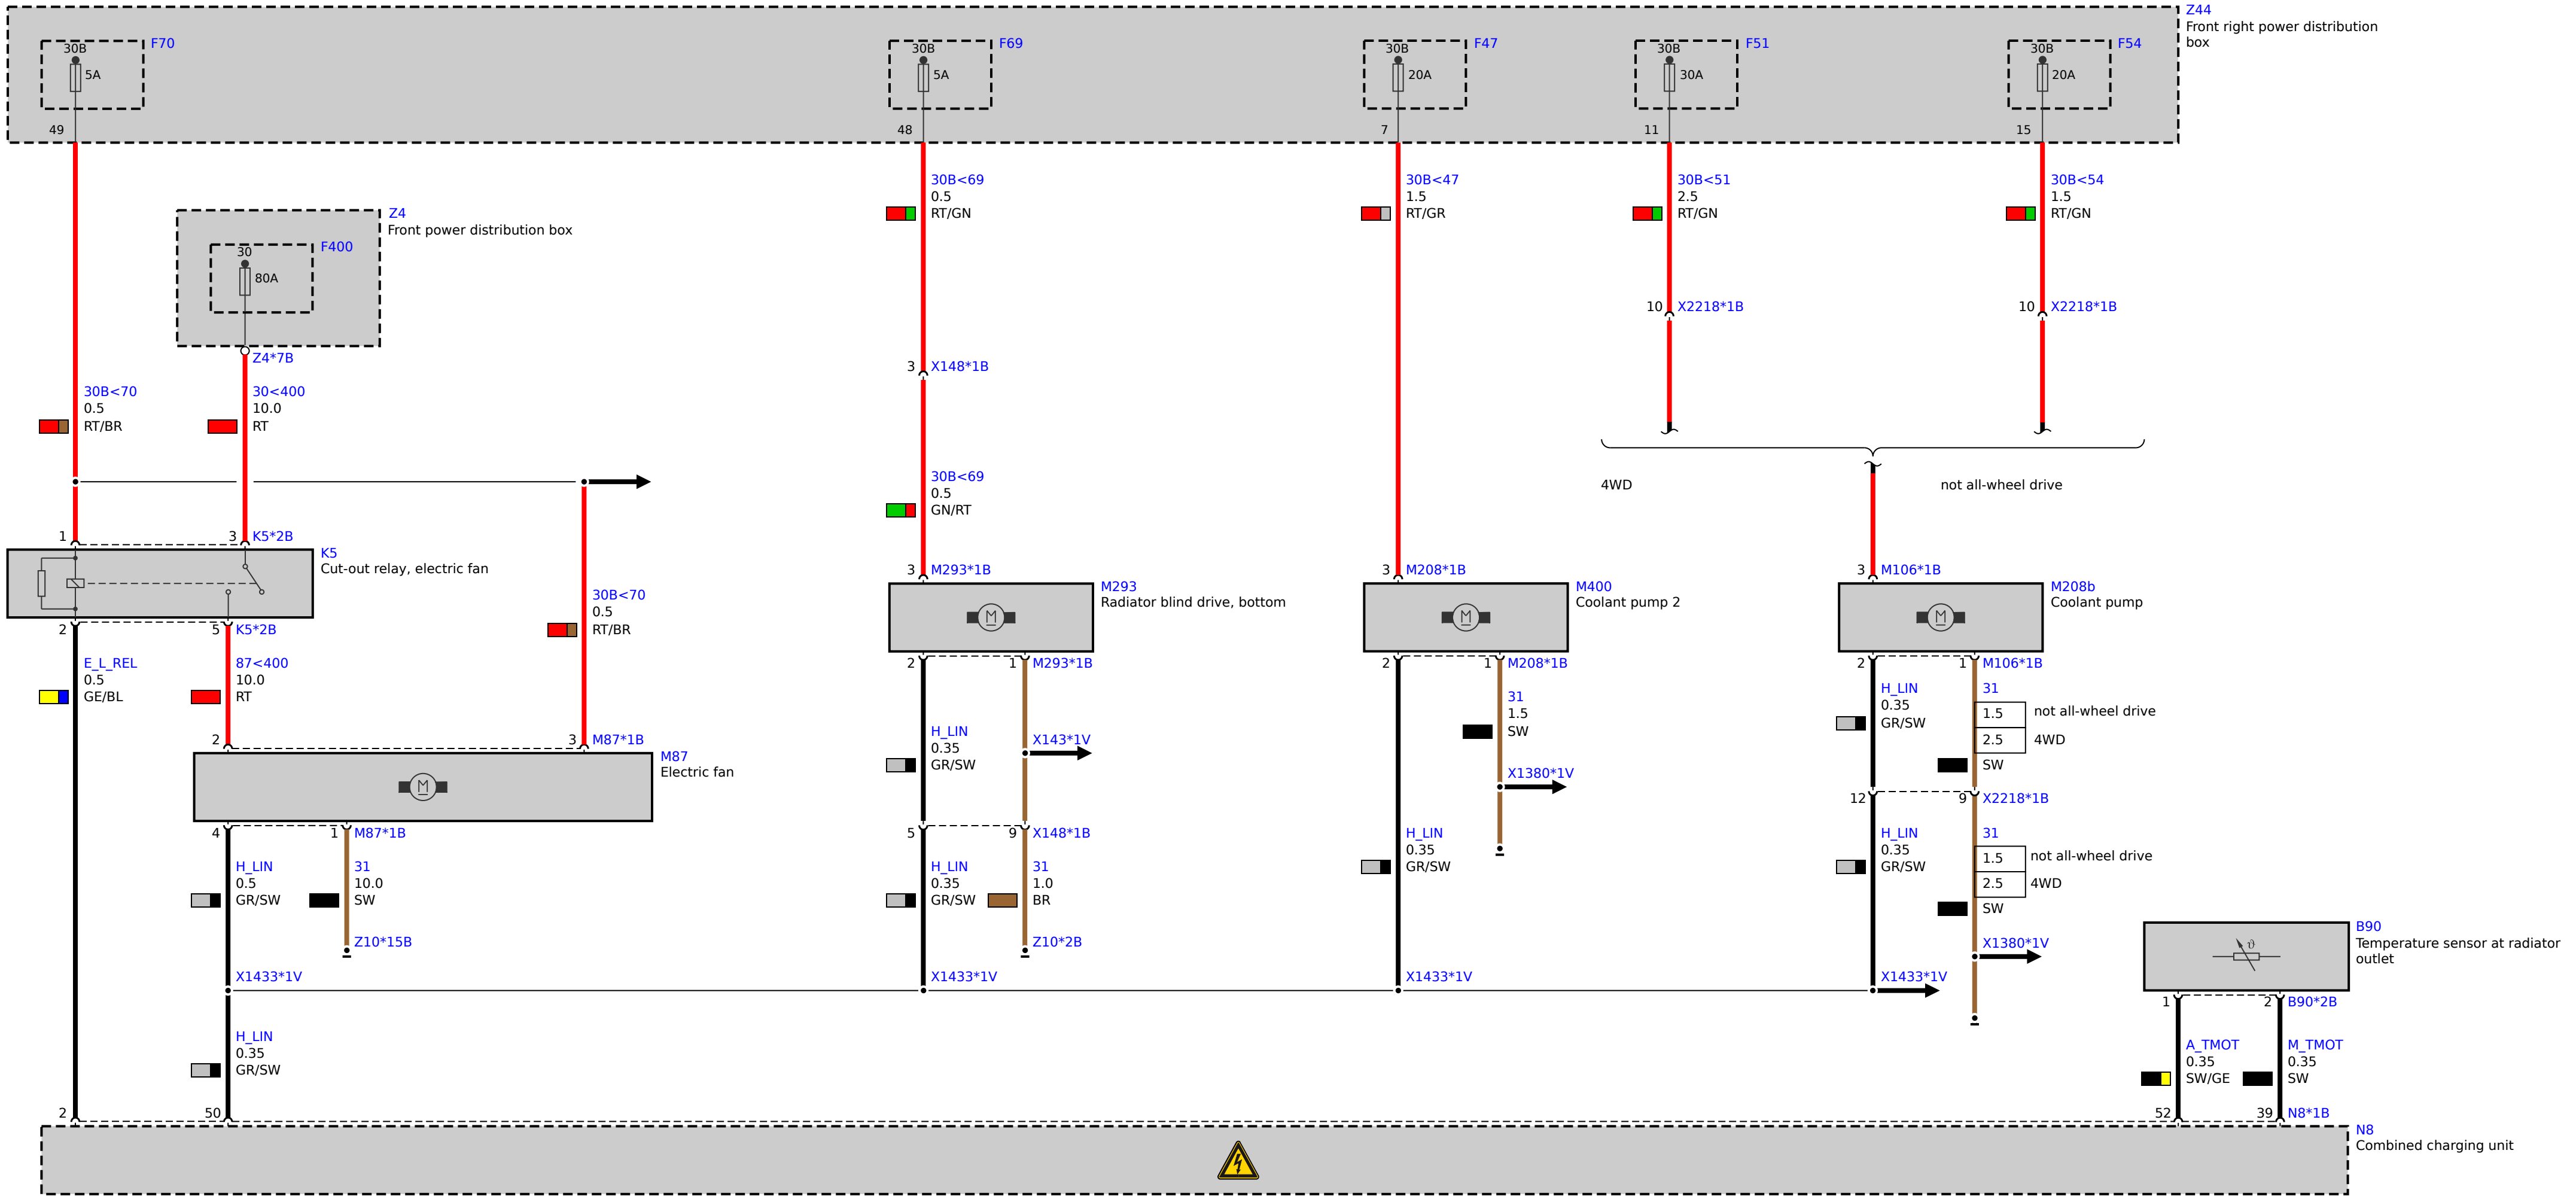 Z44
Front right power distribution
box
30B
F70
5A
49
30B
F69
5A
48
30B
F47
20A
7
30B
F51
30A
11
30B
F54
20A
15
30B<69
0.5
RT/GN
30B<47
1.5
RT/GR
30B<51
2.5
RT/GN
30B<54
1.5
RT/GN
Z4
Front power distribution box
30
F400
80A
Z4*7B
10 X2218*1B
10 X2218*1B
3 X148*1B
30B<70
0.5
RT/BR
30<400
10.0
RT
30B<69
0.5
GN/RT
4WD
not all-wheel drive
1
3 K5*2B
K5
Cut-out relay, electric fan
2
5 K5*2B
30B<70
0.5
RT/BR
3 M293*1B
M293
Radiator blind drive, bottom
3 M208*1B
M400
Coolant pump 2
3 M106*1B
M208b
Coolant pump
E_L_REL
0.5
GE/BL
87<400
10.0
RT
2
3 M87*1B
M87
Electric fan
M
4
1 M87*1B
H_LIN
0.5
GR/SW
31
10.0
SW
Z10*15B
X1433*1V
H_LIN
0.35
GR/SW
M
2
1 M293*1B
H_LIN
0.35
GR/SW
X143*1V
5
9 X148*1B
H_LIN
0.35
GR/SW
31
1.0
BR
Z10*2B
X1433*1V
M
2
1 M208*1B
31
1.5
SW
X1380*1V
H_LIN
0.35
GR/SW
X1433*1V
M
2
1 M106*1B
H_LIN
0.35
GR/SW
31
1.5 not all-wheel drive
2.5 4WD
SW
12
9 X2218*1B
H_LIN
0.35
GR/SW
31
1.5 not all-wheel drive
2.5 4WD
SW
X1380*1V
X1433*1V
B90
Temperature sensor at radiator
outlet
ϑ
1
2 B90*2B
A_TMOT
0.35
SW/GE
M_TMOT
0.35
SW
2
50
52
39 N8*1B
N8
Combined charging unit